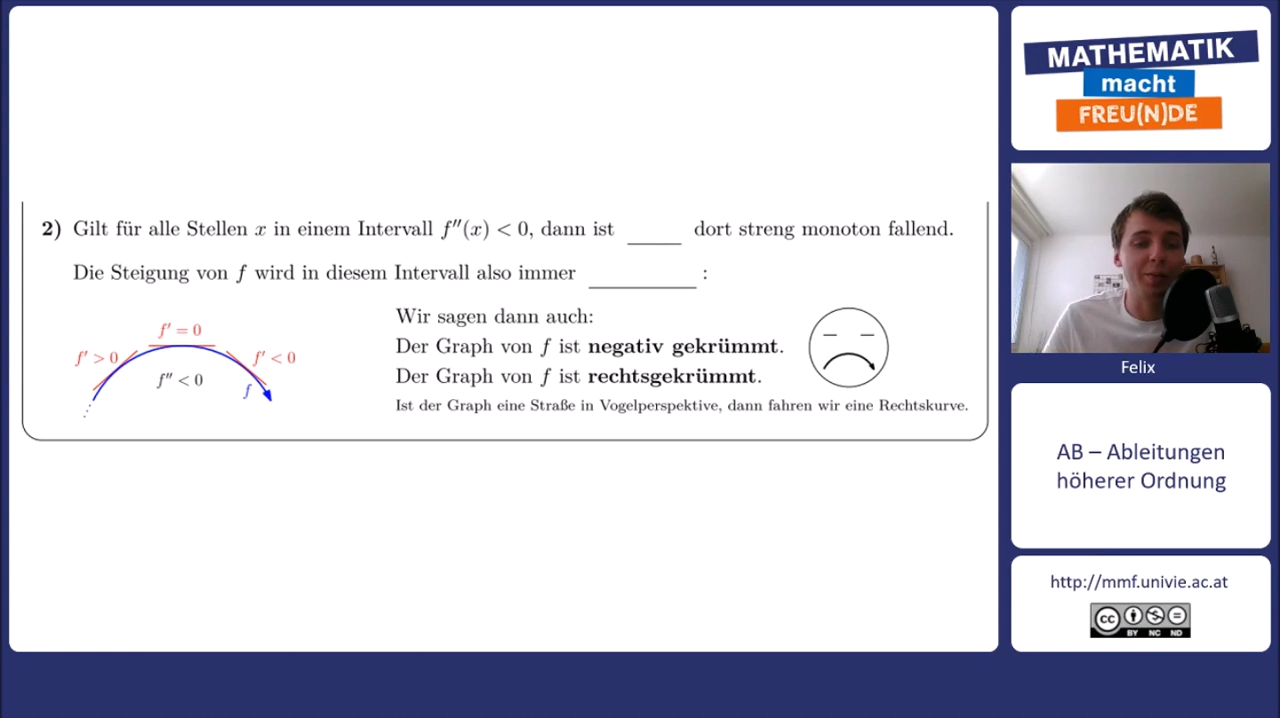 2) Gilt für alle Stellen x in einem Intervall f″(x) < 0, dann ist ____ dort streng monoton fallend.
Die Steigung von f wird in diesem Intervall also immer ________ :
f′ = 0
f′ > 0
f′ < 0
f″ < 0
f
Wir sagen dann auch:
Der Graph von f ist negativ gekrümmt.
Der Graph von f ist rechtsgekrümmt.
Ist der Graph eine Straße in Vogelperspektive, dann fahren wir eine Rechtskurve.
MATHEMATIK
macht
FREU(N)DE
Felix
AB – Ableitungen
höherer Ordnung
http://mmf.univie.ac.at
cc
BY NC ND